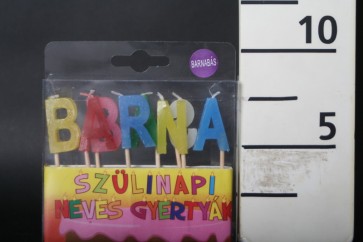 BARNABÁS
10
BARNA
5
SZÜLINAPI
NEVES GYERTYÁK